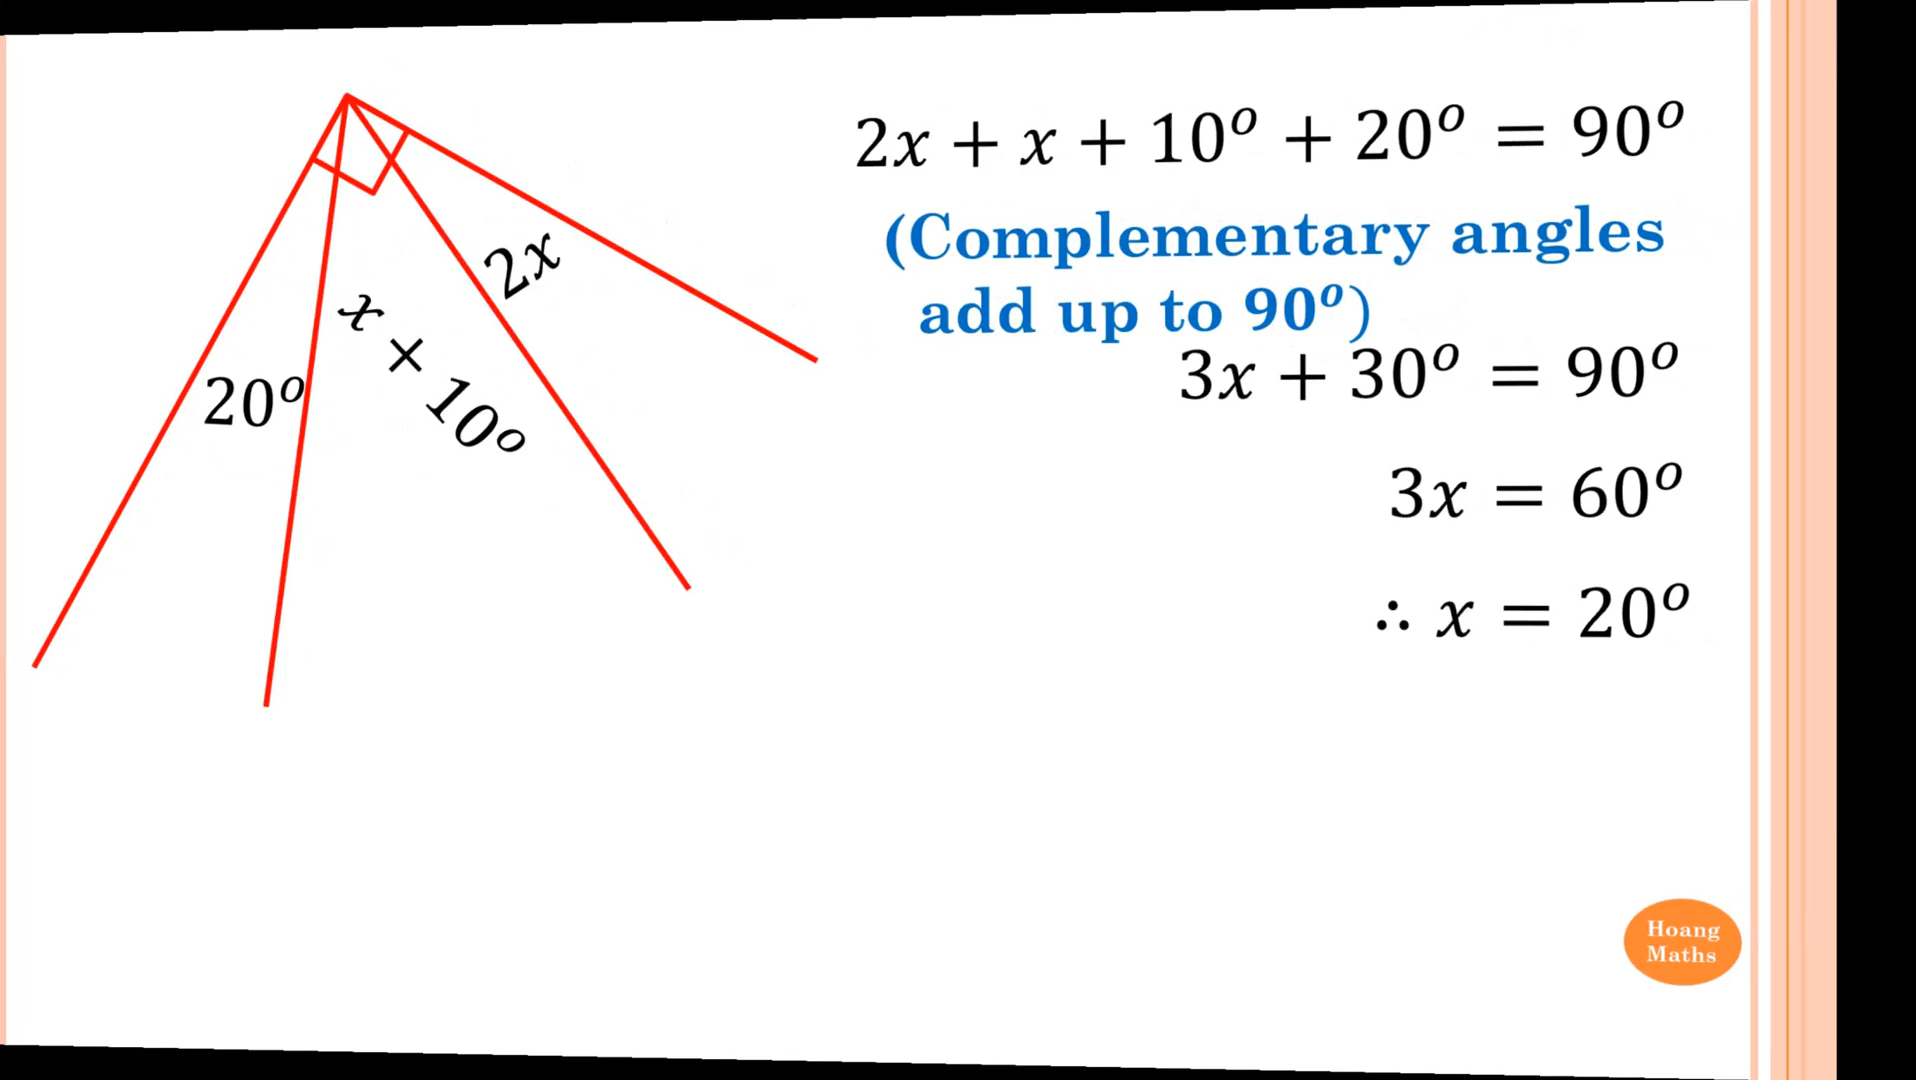 2x + x + 10° + 20° = 90°
(Complementary angles
add up to 90°)
3x + 30° = 90°
3x = 60°
∴ x = 20°
2x
x + 10°
20°
Hoang
Maths